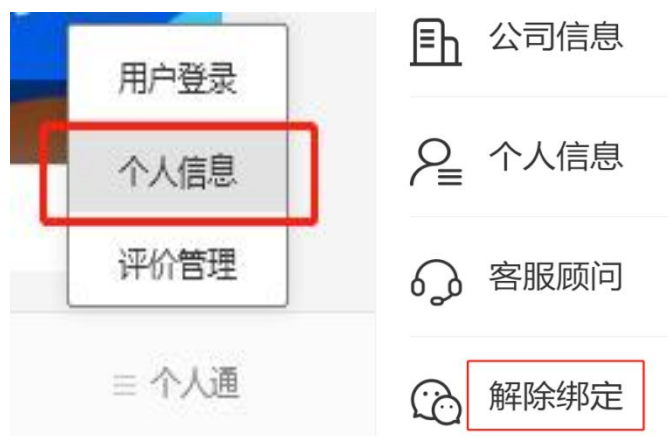 用户登录
个人信息
评价管理
个人通
公司信息
个人信息
客服顾问
解除绑定